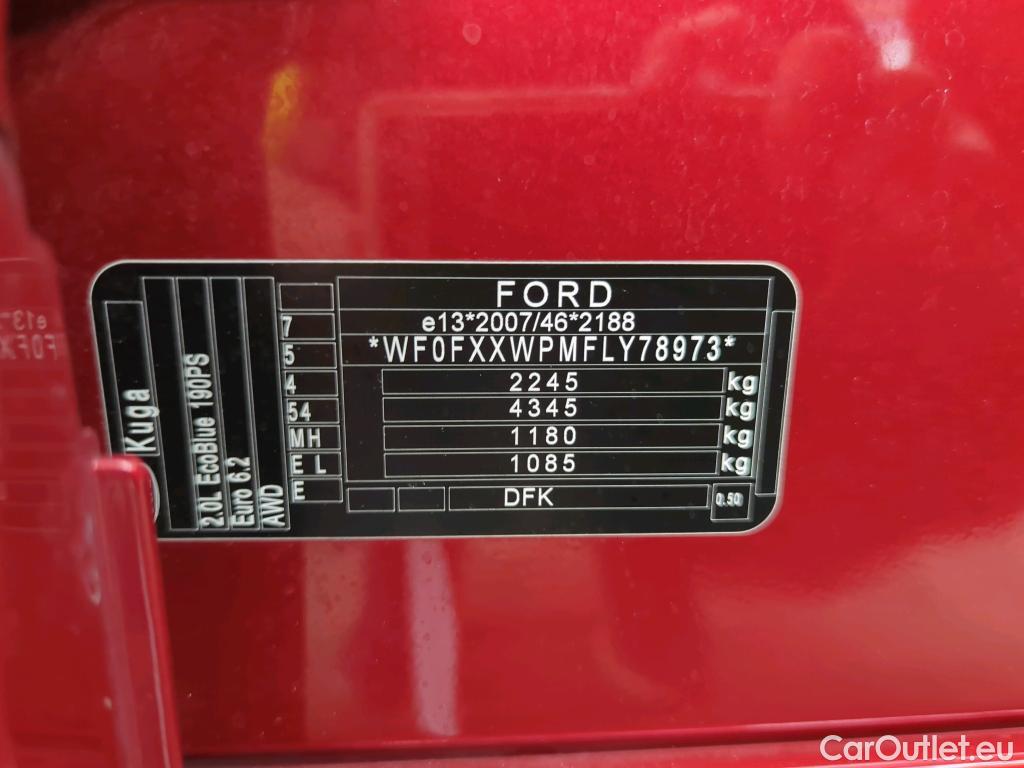 FORD
e13*2007/46*2188
*WF0FXXWPMFLY78973*
2245 kg
4345 kg
1180 kg
1085 kg
DFK
0.50
7
5
4
54
MH
E L
E
Kuga
2.0L EcoBlue 190PS
Euro 6.2
AWD
CarOutlet.eu